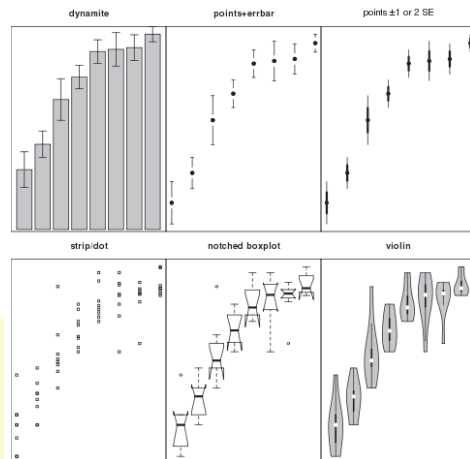 dynamite
points+errbar
points ±1 or 2 SE
strip/dot
notched boxplot
violin